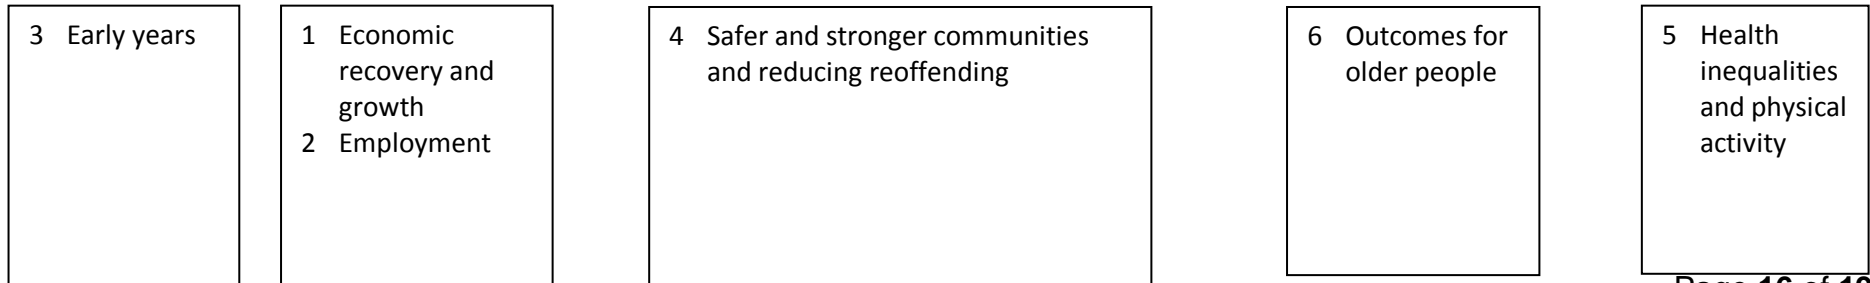 3 Early years
1 Economic
recovery and
growth
2 Employment
4 Safer and stronger communities
and reducing reoffending
6 Outcomes for
older people
5 Health
inequalities
and physical
activity
Page 16 of